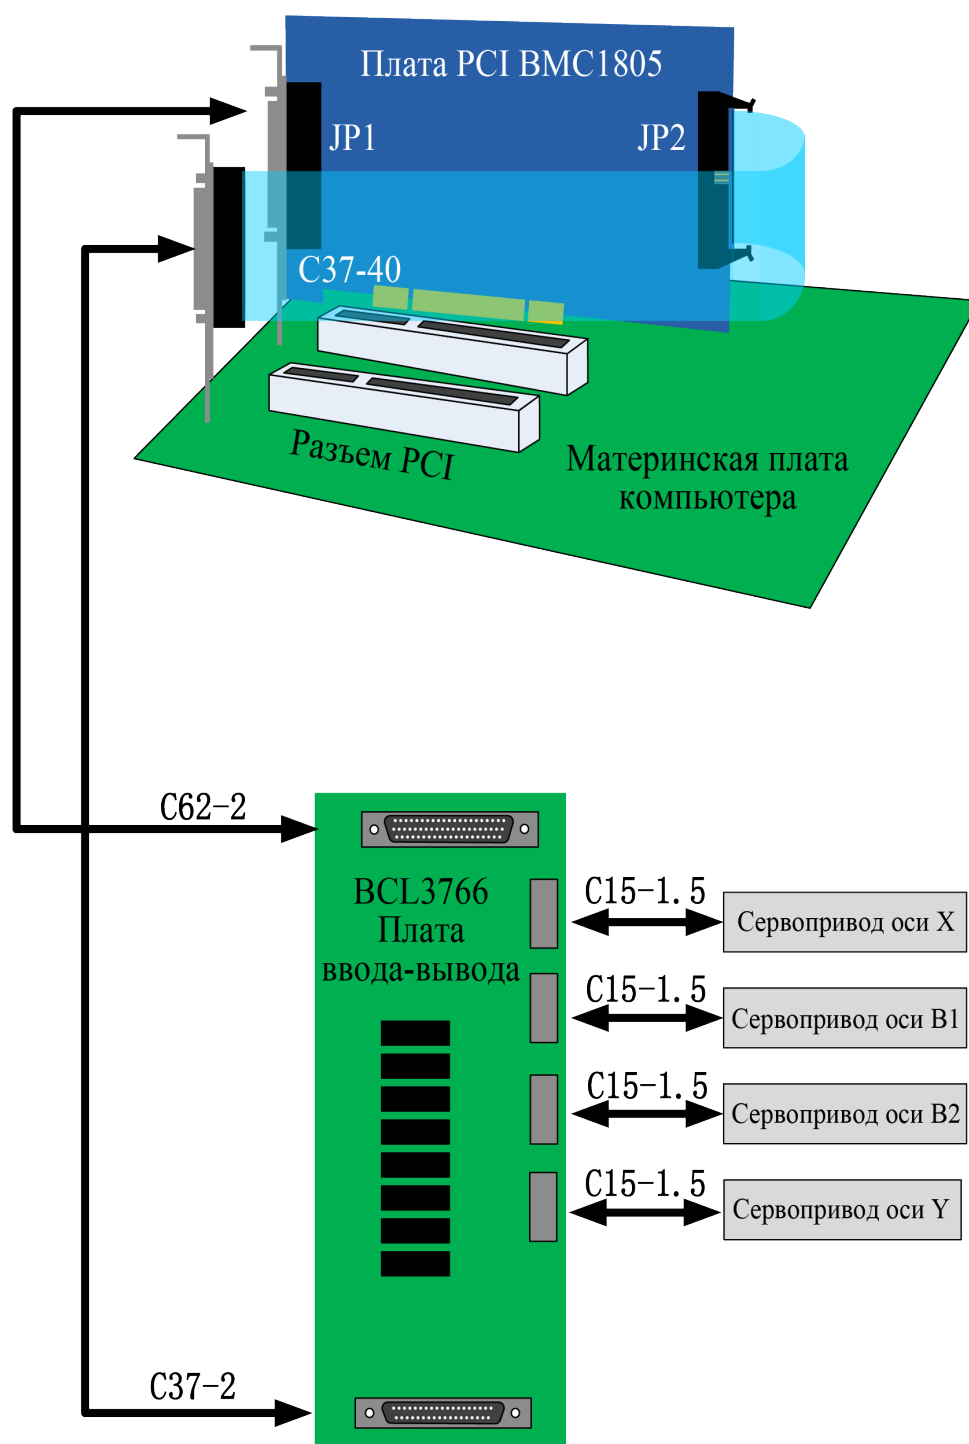 Плата PCI BMC1805
JP1
JP2
C37-40
Разъем PCI
Материнская плата
компьютера
C62-2
BCL3766
Плата
ввода-вывода
C15-1.5
Сервопривод оси X
C15-1.5
Сервопривод оси B1
C15-1.5
Сервопривод оси B2
C15-1.5
Сервопривод оси Y
C37-2